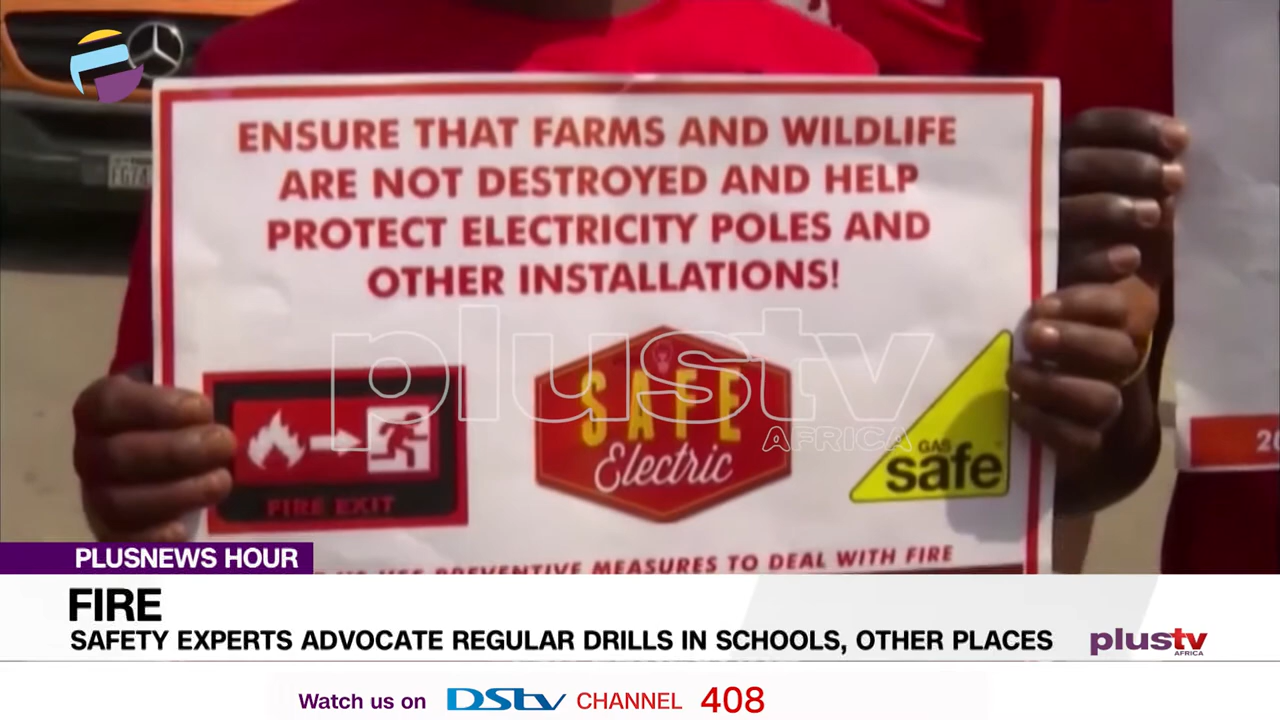 ENSURE THAT FARMS AND WILDLIFE
ARE NOT DESTROYED AND HELP
PROTECT ELECTRICITY POLES AND
OTHER INSTALLATIONS!
plustv
AFRICA
FIRE EXIT
SAFE
Electric
GAS
safe
USE PREVENTIVE MEASURES TO DEAL WITH FIRE
PLUSNEWS HOUR
FIRE
SAFETY EXPERTS ADVOCATE REGULAR DRILLS IN SCHOOLS, OTHER PLACES
plustv
AFRICA
Watch us on DStv CHANNEL 408